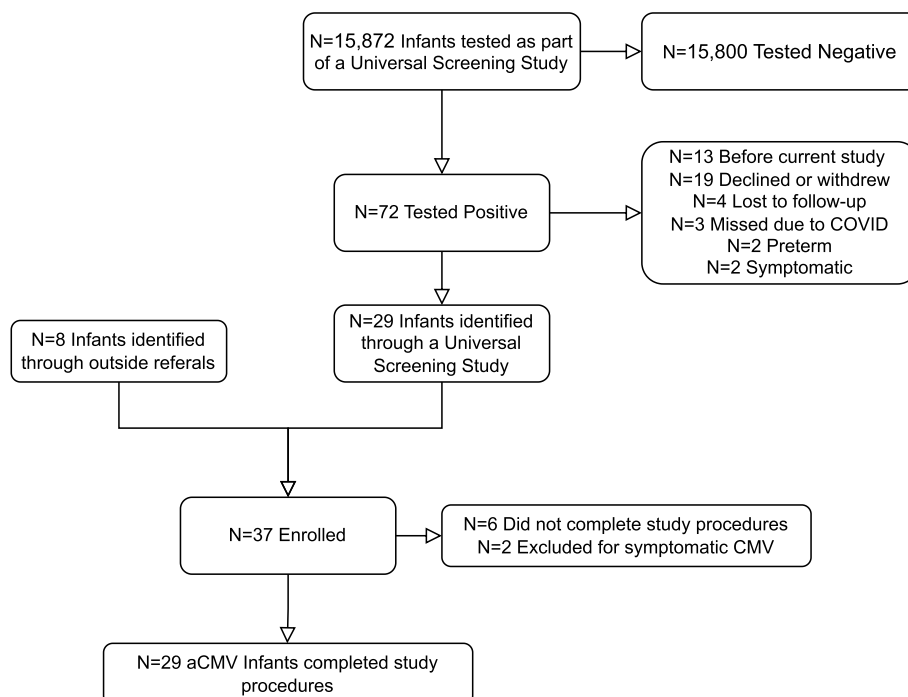 N=15,872 Infants tested as part
of a Universal Screening Study
N=15,800 Tested Negative
N=72 Tested Positive
N=13 Before current study
N=19 Declined or withdrew
N=4 Lost to follow-up
N=3 Missed due to COVID
N=2 Preterm
N=2 Symptomatic
N=8 Infants identified
through outside referrals
N=29 Infants identified
through a Universal
Screening Study
N=37 Enrolled
N=6 Did not complete study procedures
N=2 Excluded for symptomatic CMV
N=29 aCMV Infants completed study
procedures